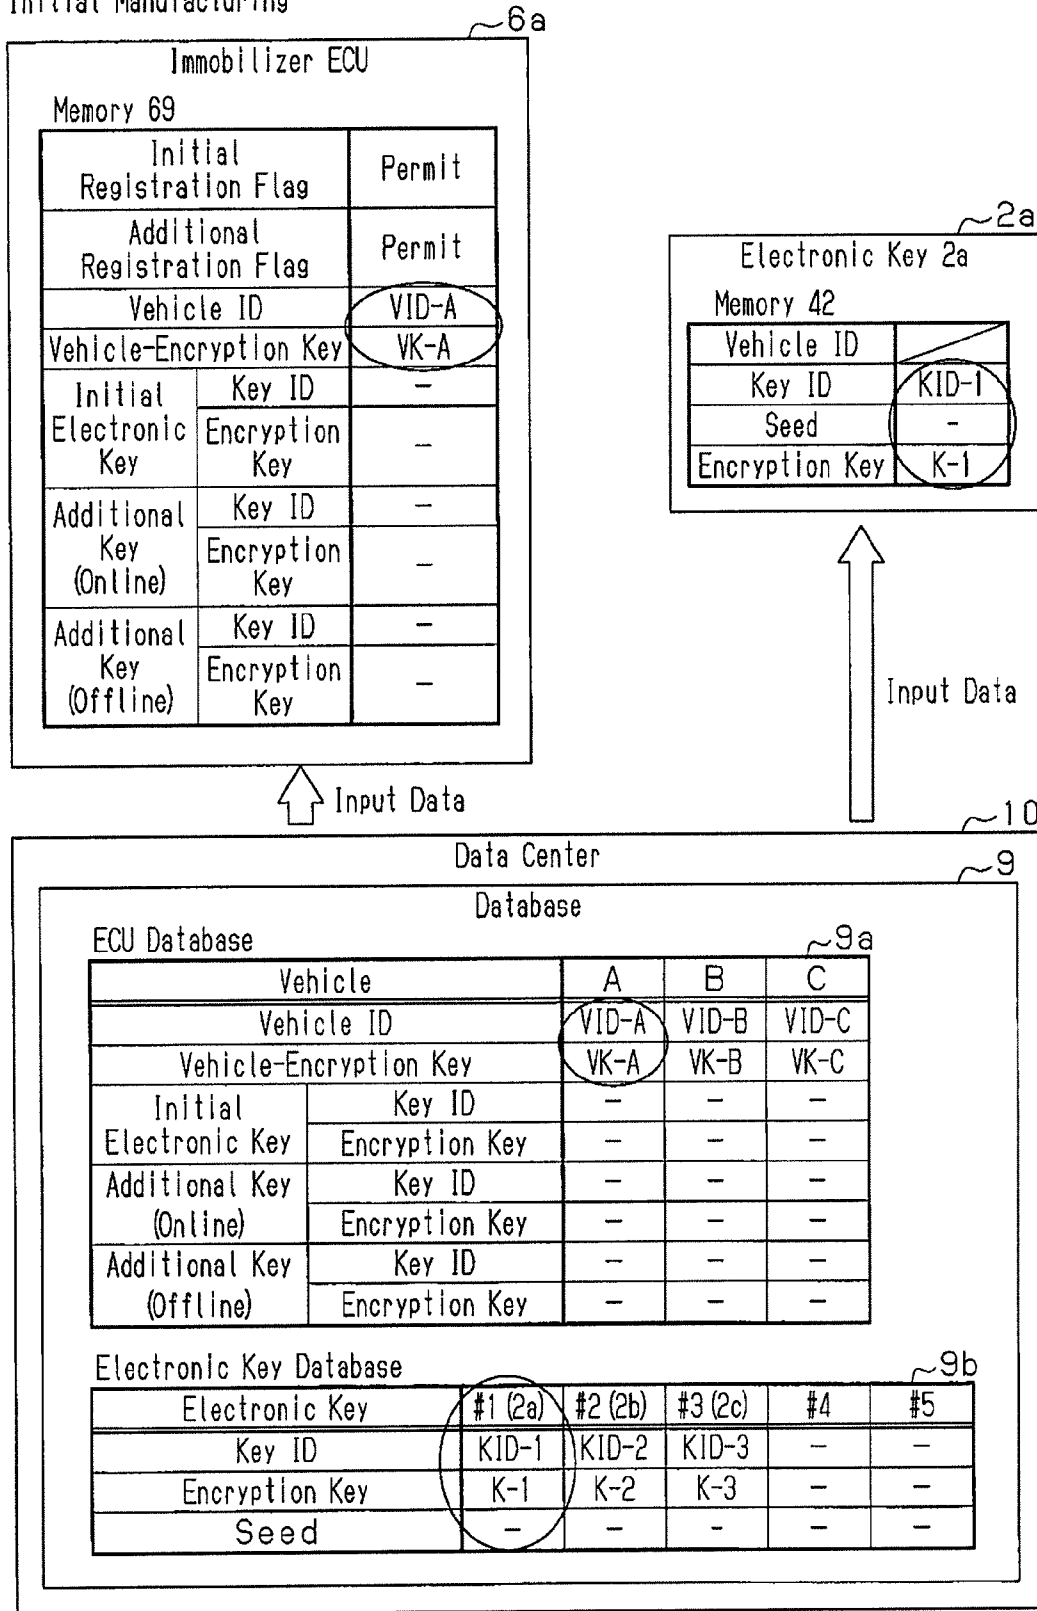 Initial Manufacturing
6a
Immobilizer ECU
Memory 69
Initial Registration Flag Permit
Additional Registration Flag Permit
Vehicle ID VID-A
Vehicle-Encryption Key VK-A
Initial Electronic Key Key ID -
Encryption Key -
Additional Key (Online) Key ID -
Encryption Key -
Additional Key (Offline) Key ID -
Encryption Key -
Input Data
2a
Electronic Key 2a
Memory 42
Vehicle ID
Key ID KID-1
Seed -
Encryption Key K-1
Input Data
10
Data Center
9
Database
ECU Database
9a
Vehicle A B C
Vehicle ID VID-A VID-B VID-C
Vehicle-Encryption Key VK-A VK-B VK-C
Initial Electronic Key Key ID - - -
Encryption Key - - -
Additional Key (Online) Key ID - - -
Encryption Key - - -
Additional Key (Offline) Key ID - - -
Encryption Key - - -
Electronic Key Database
9b
Electronic Key #1 (2a) #2 (2b) #3 (2c) #4 #5
Key ID KID-1 KID-2 KID-3 - -
Encryption Key K-1 K-2 K-3 - -
Seed - - - - -